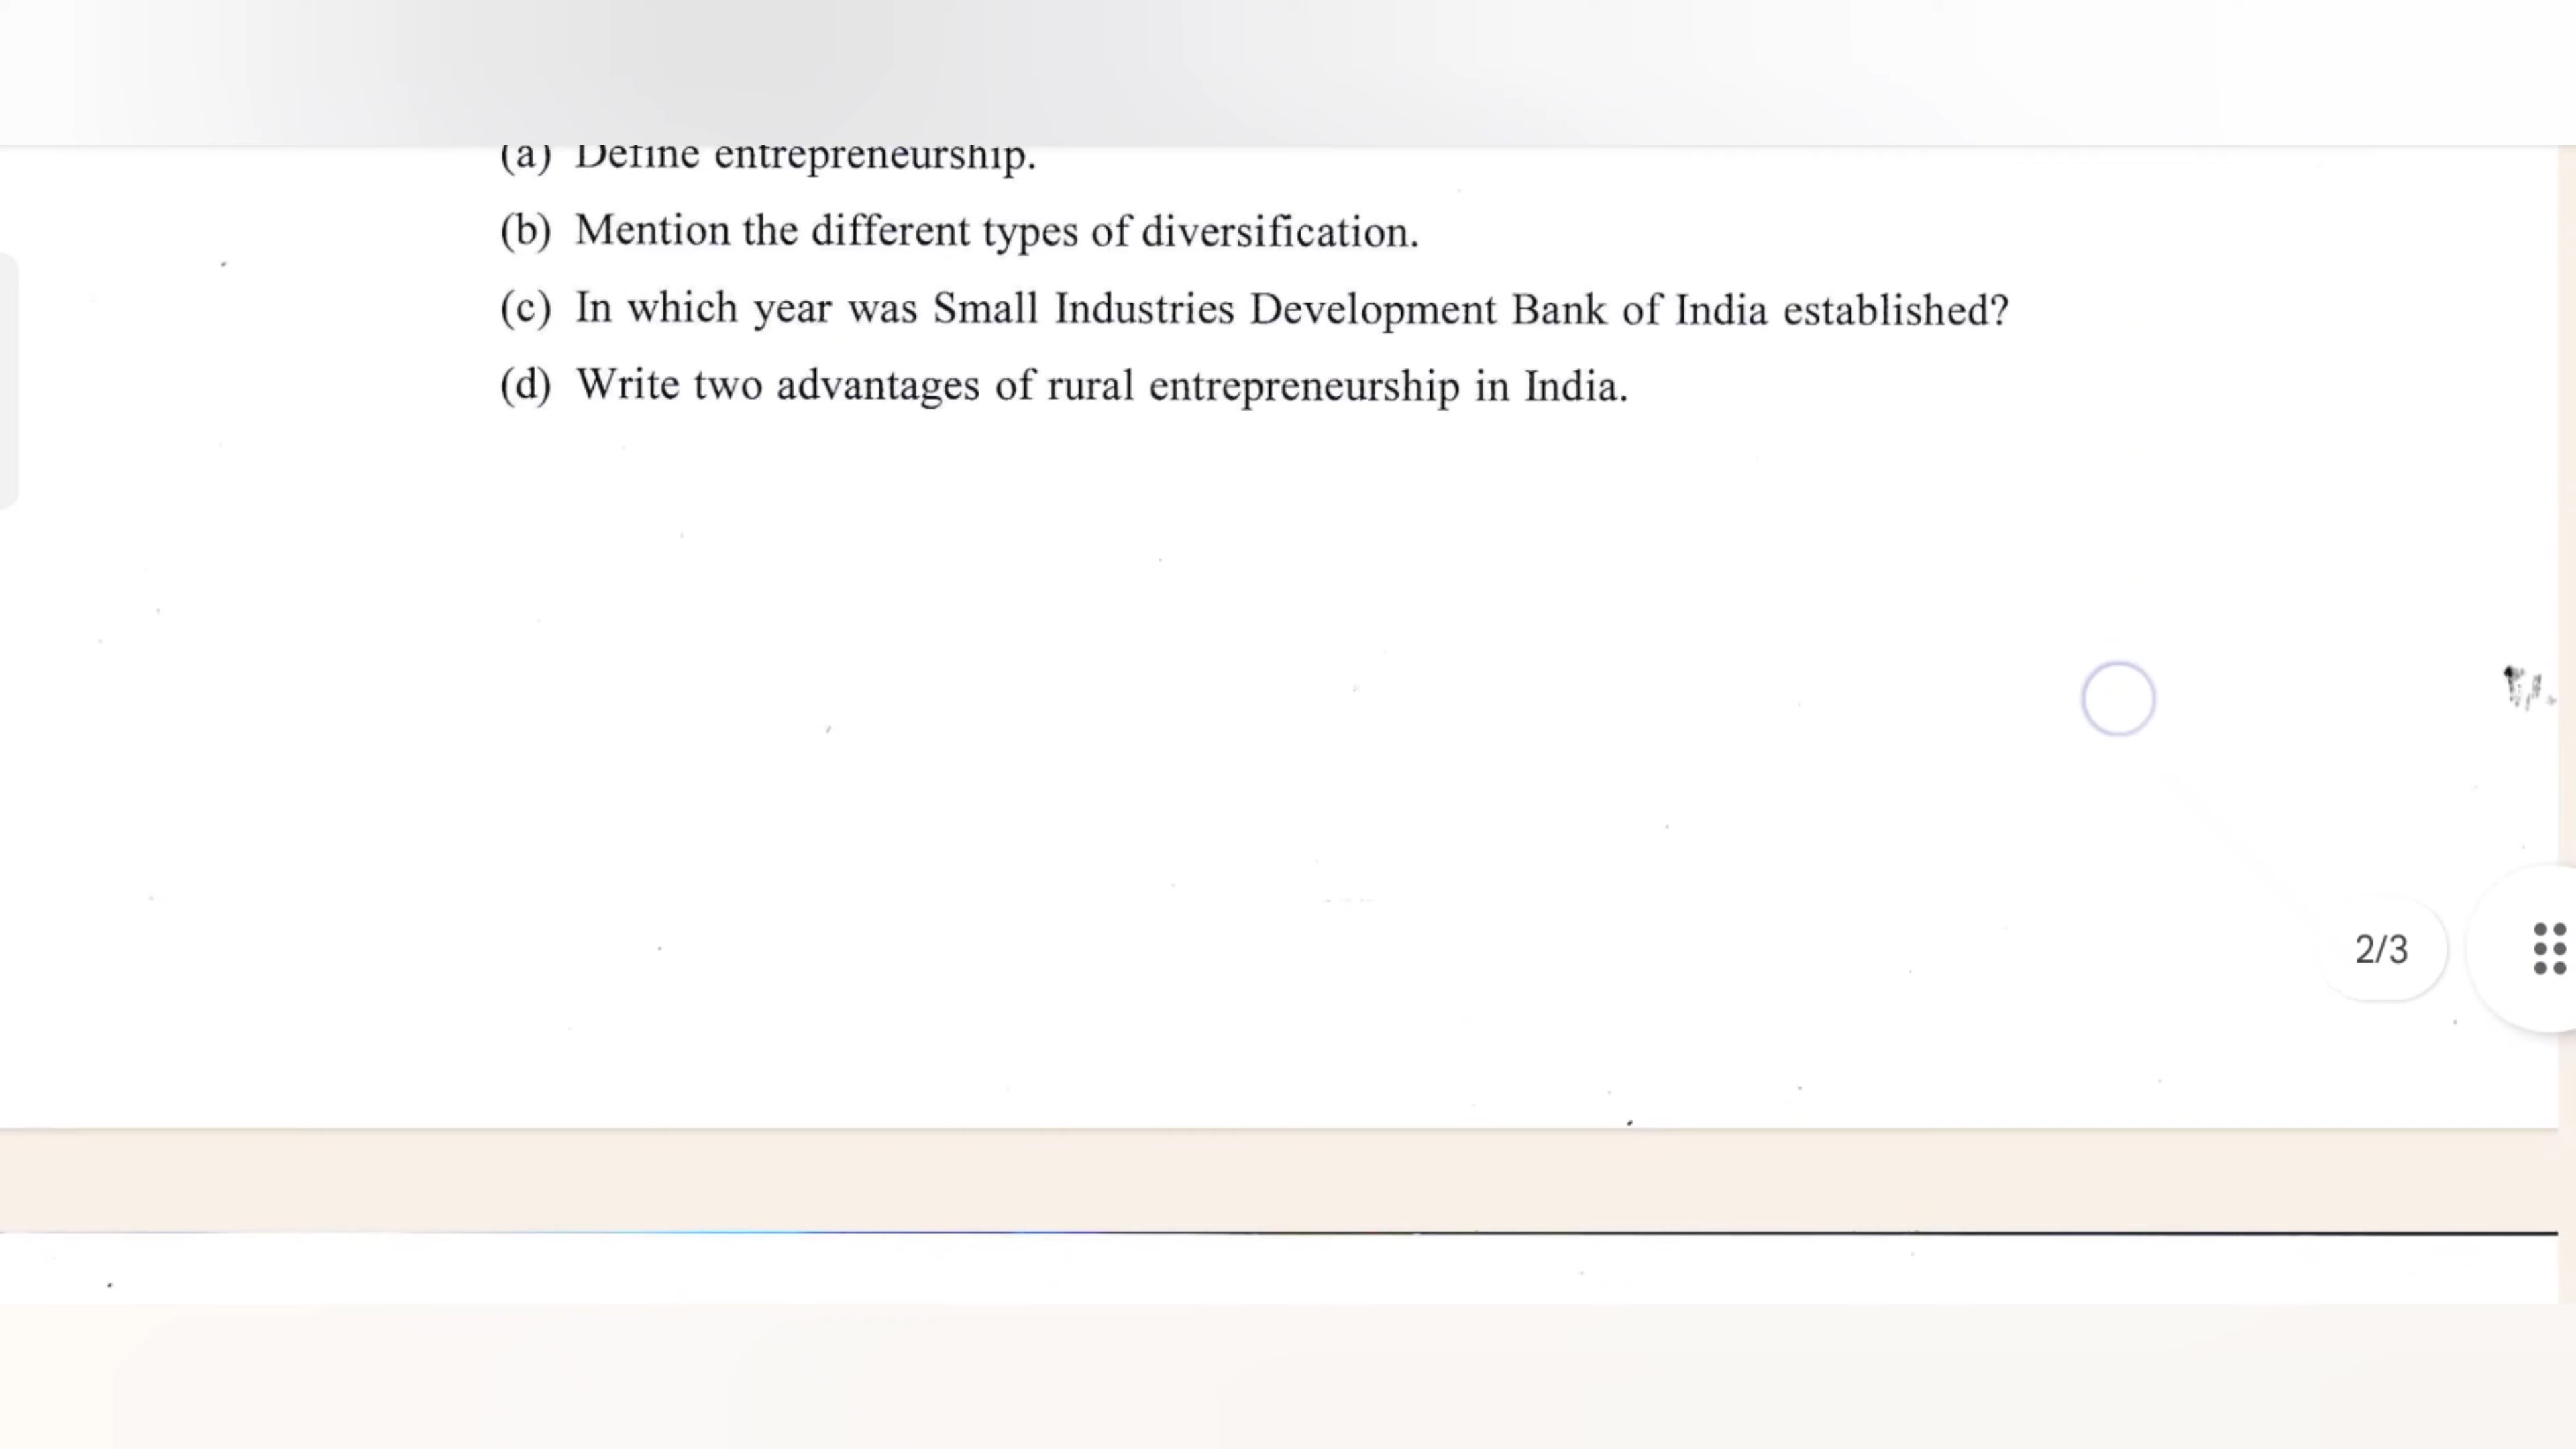 (a) Define entrepreneurship.
(b) Mention the different types of diversification.
(c) In which year was Small Industries Development Bank of India established?
(d) Write two advantages of rural entrepreneurship in India.
2/3